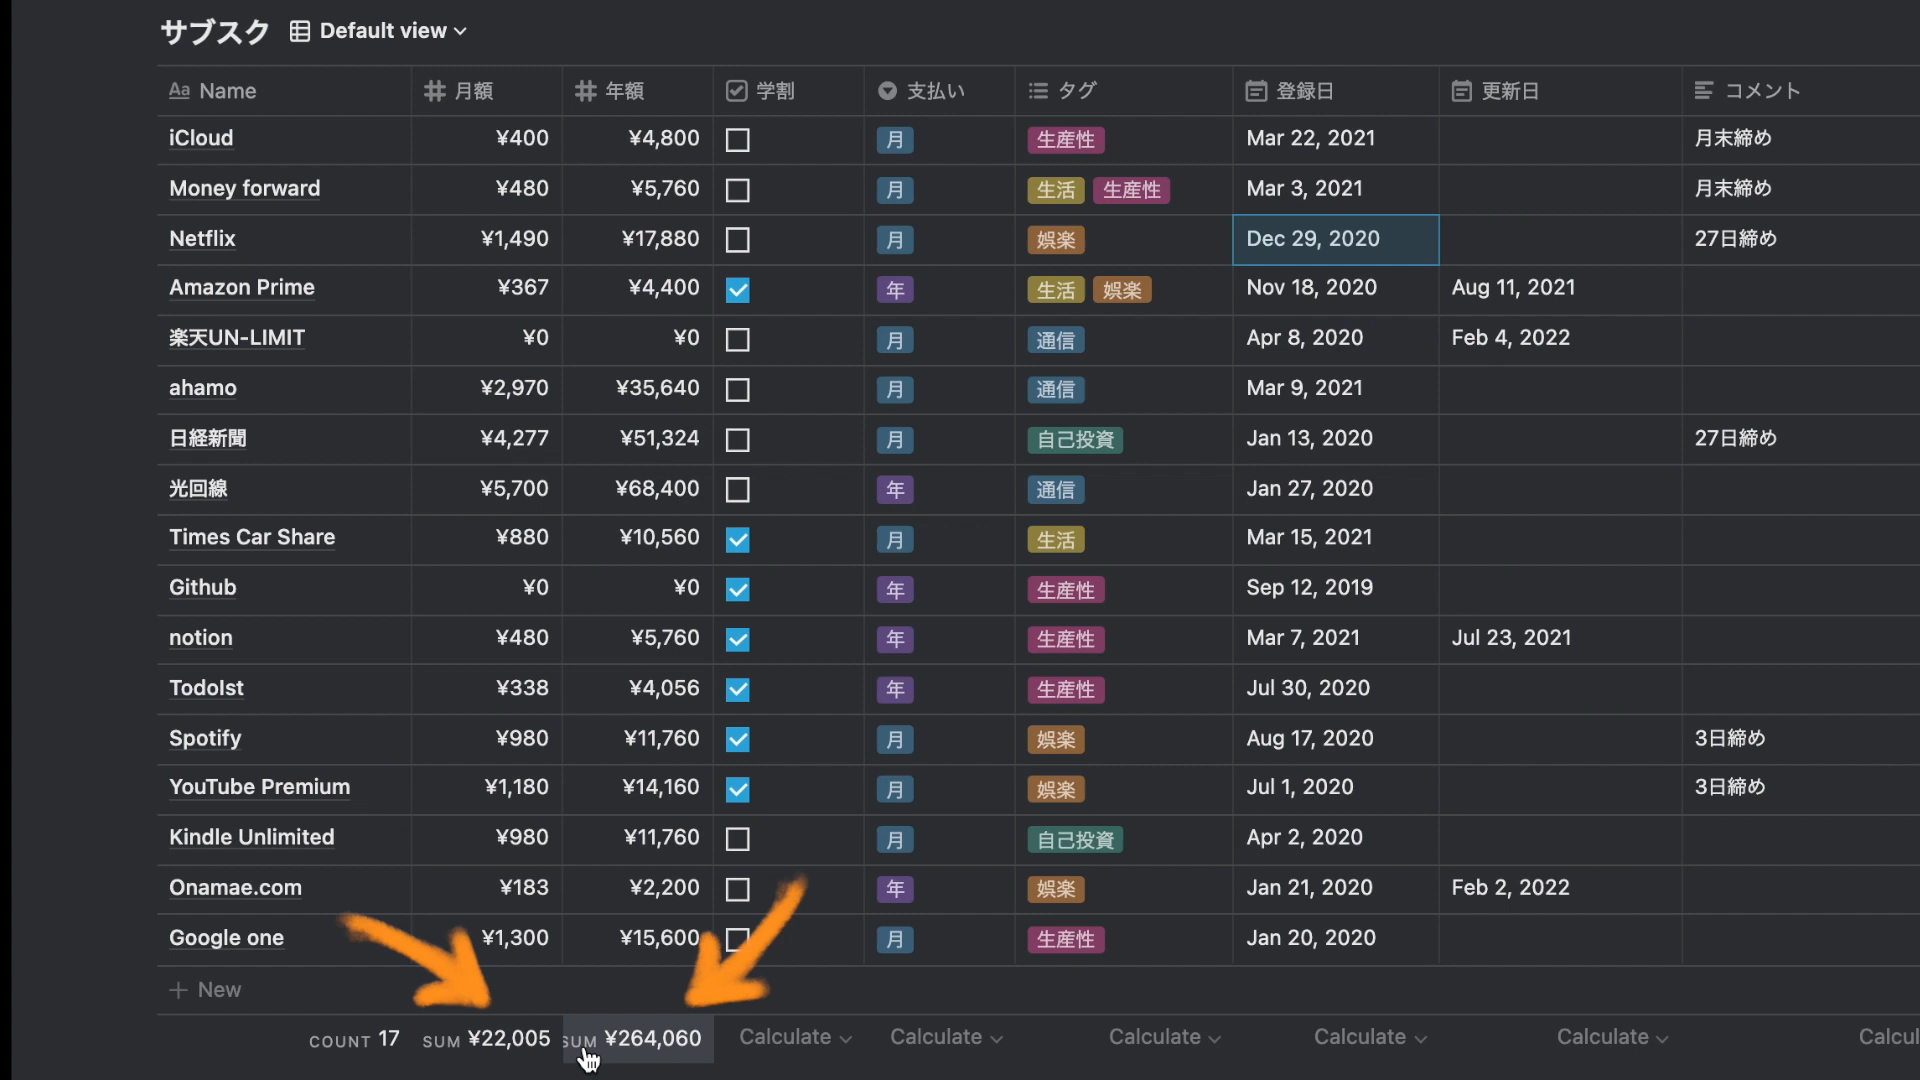 サブスク Default view
Aa Name 月額 年額 学割 支払い タグ 登録日 更新日 コメント
iCloud ¥400 ¥4,800 月 生産性 Mar 22, 2021 月末締め
Money forward ¥480 ¥5,760 月 生活 生産性 Mar 3, 2021 月末締め
Netflix ¥1,490 ¥17,880 月 娯楽 Dec 29, 2020 27日締め
Amazon Prime ¥367 ¥4,400 年 生活 娯楽 Nov 18, 2020 Aug 11, 2021
楽天UN-LIMIT ¥0 ¥0 月 通信 Apr 8, 2020 Feb 4, 2022
ahamo ¥2,970 ¥35,640 月 通信 Mar 9, 2021
日経新聞 ¥4,277 ¥51,324 月 自己投資 Jan 13, 2020 27日締め
光回線 ¥5,700 ¥68,400 年 通信 Jan 27, 2020
Times Car Share ¥880 ¥10,560 月 生活 Mar 15, 2021
Github ¥0 ¥0 年 生産性 Sep 12, 2019
notion ¥480 ¥5,760 年 生産性 Mar 7, 2021 Jul 23, 2021
TodoIst ¥338 ¥4,056 年 生産性 Jul 30, 2020
Spotify ¥980 ¥11,760 月 娯楽 Aug 17, 2020 3日締め
YouTube Premium ¥1,180 ¥14,160 月 娯楽 Jul 1, 2020 3日締め
Kindle Unlimited ¥980 ¥11,760 月 自己投資 Apr 2, 2020
Onamae.com ¥183 ¥2,200 年 娯楽 Jan 21, 2020 Feb 2, 2022
Google one ¥1,300 ¥15,600 月 生産性 Jan 20, 2020
+ New
COUNT 17 SUM ¥22,005 SUM ¥264,060 Calculate Calculate Calculate Calculate Calculate Calcul